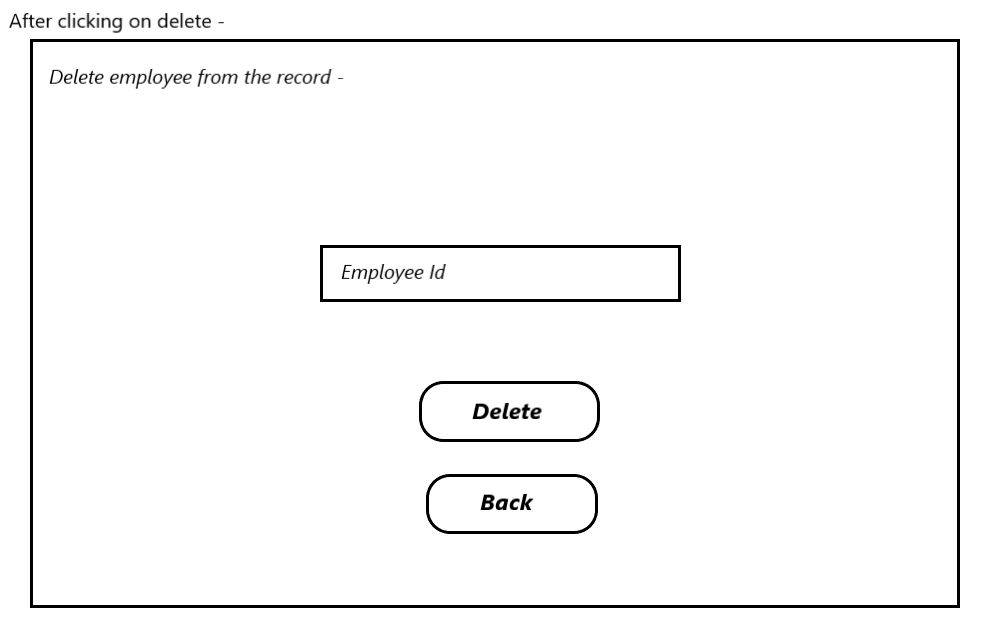 After clicking on delete -
Delete employee from the record -
Employee Id
Delete
Back